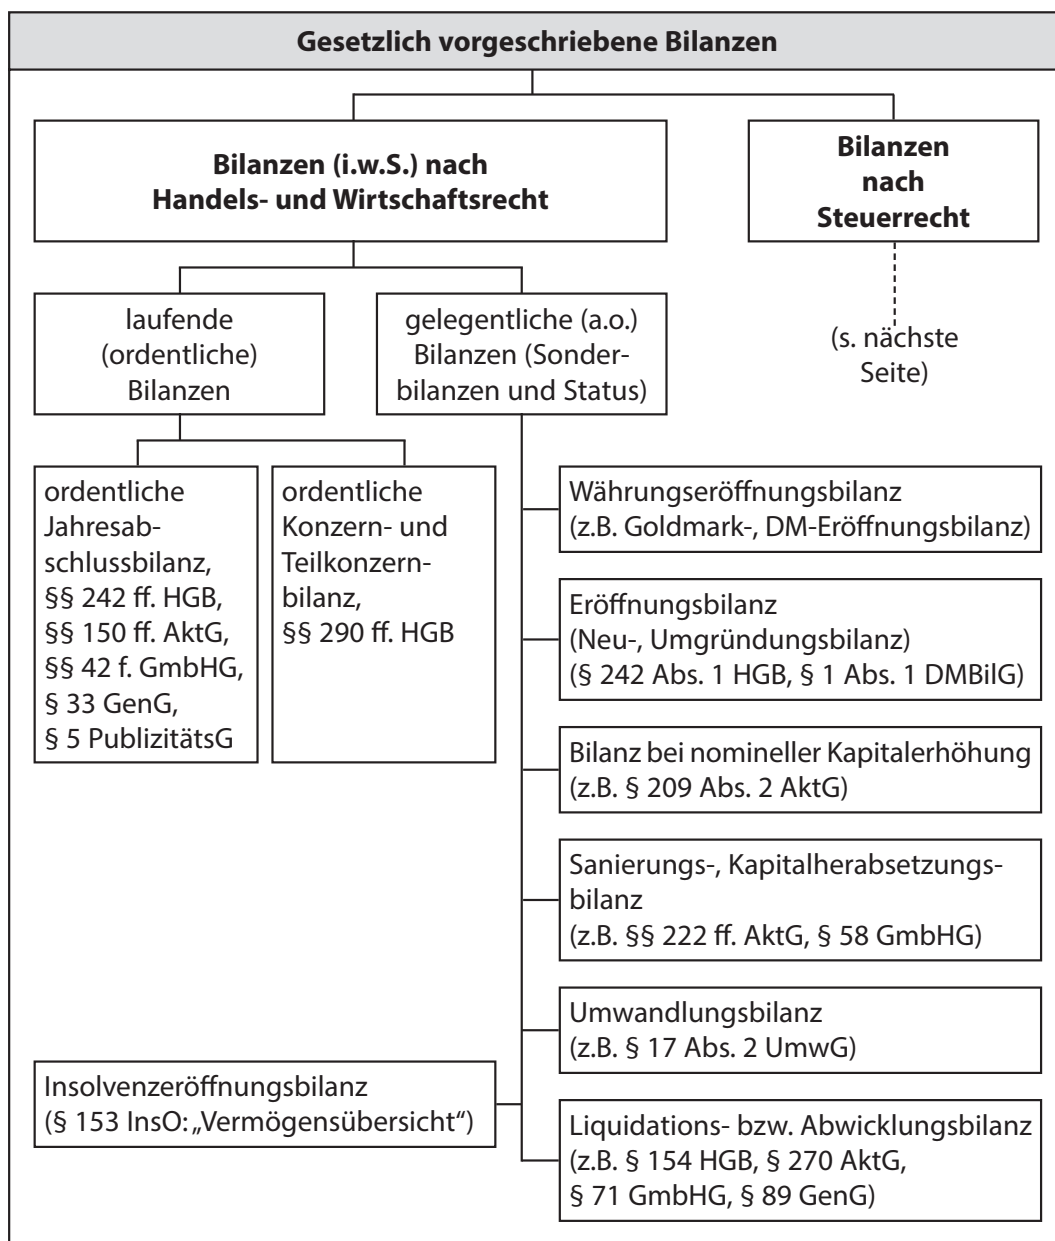 Gesetzlich vorgeschriebene Bilanzen
Bilanzen (i.w.S.) nach
Handels- und Wirtschaftsrecht
Bilanzen
nach
Steuerrecht
laufende
(ordentliche)
Bilanzen
gelegentliche (a.o.)
Bilanzen (Sonder-
bilanzen und Status)
(s. nächste
Seite)
ordentliche
Jahresab-
schlussbilanz,
§§ 242 ff. HGB,
§§ 150 ff. AktG,
§§ 42 f. GmbHG,
§ 33 GenG,
§ 5 PublizitätsG
ordentliche
Konzern- und
Teilkonzern-
bilanz,
§§ 290 ff. HGB
Währungseröffnungsbilanz
(z.B. Goldmark-, DM-Eröffnungsbilanz)
Eröffnungsbilanz
(Neu-, Umgründungsbilanz)
(§ 242 Abs. 1 HGB, § 1 Abs. 1 DMBilG)
Bilanz bei nomineller Kapitalerhöhung
(z.B. § 209 Abs. 2 AktG)
Sanierungs-, Kapitalherabsetzungs-
bilanz
(z.B. §§ 222 ff. AktG, § 58 GmbHG)
Umwandlungsbilanz
(z.B. § 17 Abs. 2 UmwG)
Insolvenzeröffnungsbilanz
(§ 153 InsO: „Vermögensübersicht“)
Liquidations- bzw. Abwicklungsbilanz
(z.B. § 154 HGB, § 270 AktG,
§ 71 GmbHG, § 89 GenG)